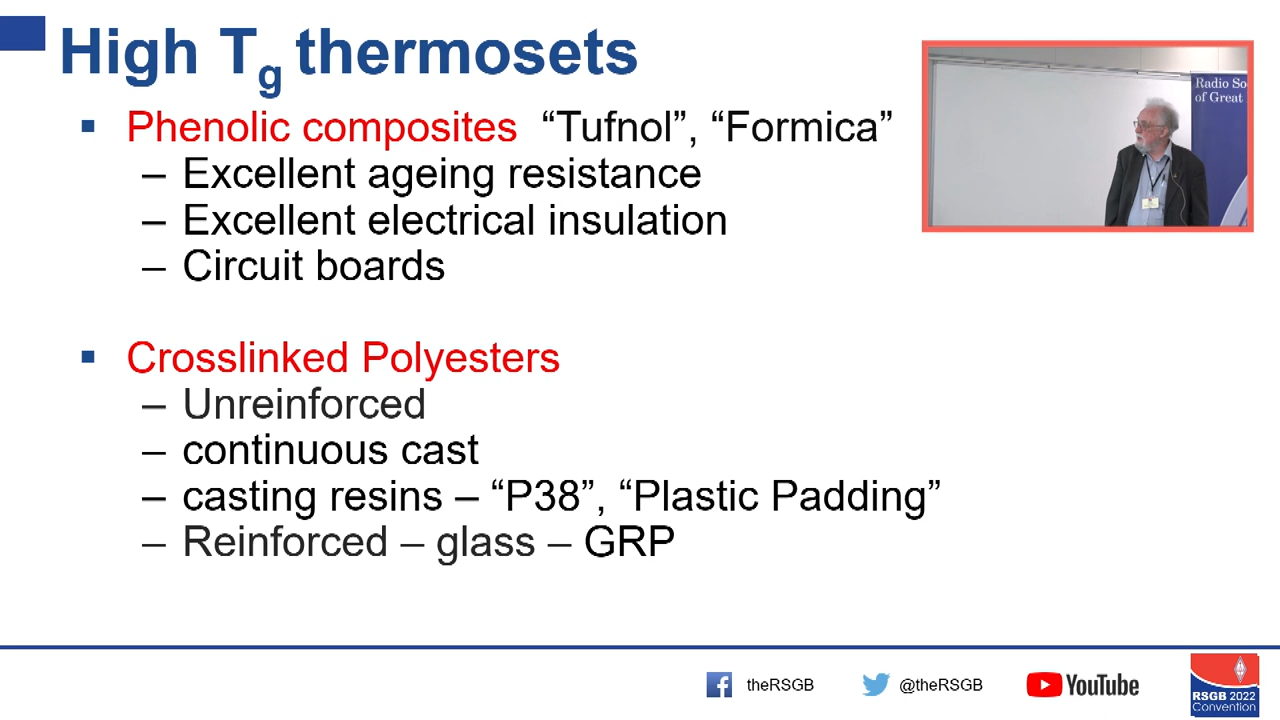 High Tg thermosets
▪ Phenolic composites “Tufnol”, “Formica”
– Excellent ageing resistance
– Excellent electrical insulation
– Circuit boards
▪ Crosslinked Polyesters
– Unreinforced
– continuous cast
– casting resins – “P38”, “Plastic Padding”
– Reinforced – glass – GRP
Radio So
of Great
theRSGB
@theRSGB
YouTube
RSGB 2022
Convention